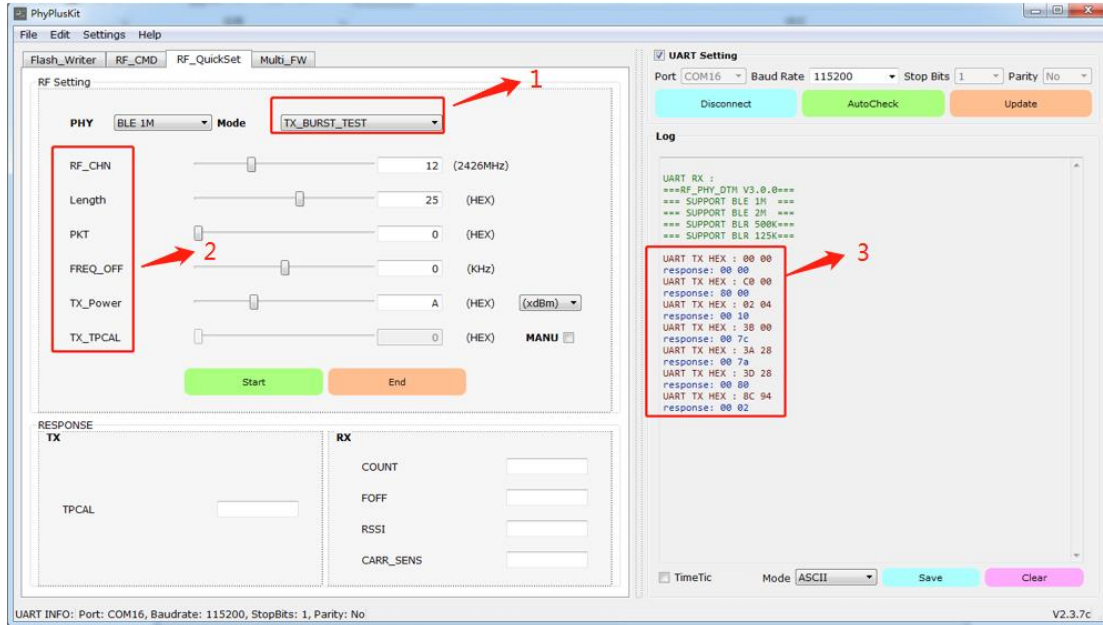 PhyPlusKit
File Edit Settings Help
Flash_Writer RF_CMD RF_QuickSet Multi_FW
RF Setting
1
PHY BLE 1M Mode TX_BURST_TEST
RF_CHN 12 (2426MHz)
Length 25 (HEX)
PKT 0 (HEX)
2
FREQ_OFF 0 (KHz)
TX_Power A (HEX) (xdBm)
TX_TPCAL 0 (HEX) MANU
Start End
RESPONSE
TX RX
COUNT
FOFF
TPCAL
RSSI
CARR_SENS
UART Setting
Port COM16 Baud Rate 115200 Stop Bits 1 Parity No
Disconnect AutoCheck Update
Log
UART RX :
===RF_PHY_DTM V3.0.0===
=== SUPPORT BLE 1M ===
=== SUPPORT BLE 2M ===
=== SUPPORT BLR 500K===
=== SUPPORT BLR 125K===
UART TX HEX : 00 00
3
response: 00 00
UART TX HEX : C0 00
response: 80 00
UART TX HEX : 02 04
response: 00 10
UART TX HEX : 3B 00
response: 00 7c
UART TX HEX : 3A 28
response: 00 7a
UART TX HEX : 3D 28
response: 00 80
UART TX HEX : 8C 94
response: 00 02
TimeTic Mode ASCII Save Clear
UART INFO: Port: COM16, Baudrate: 115200, StopBits: 1, Parity: No V2.3.7c